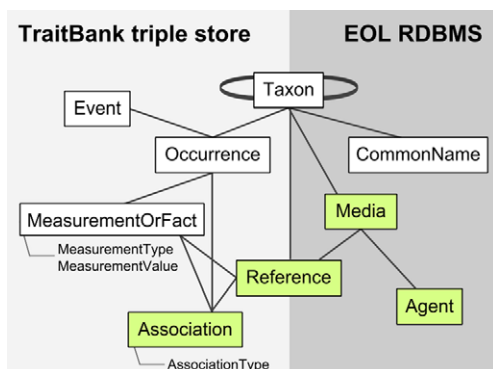 TraitBank triple store
EOL RDBMS
Taxon
Event
Occurrence
CommonName
MeasurementOrFact
Media
MeasurementType
MeasurementValue
Reference
Agent
Association
AssociationType